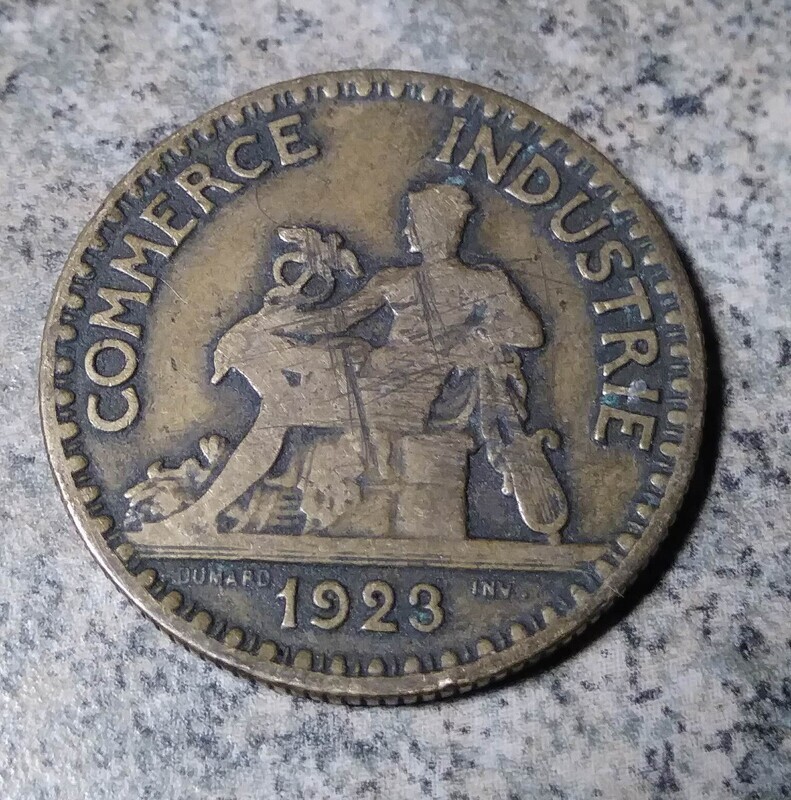 COMMERCE INDUSTRIE
DOMARD INV.
1923